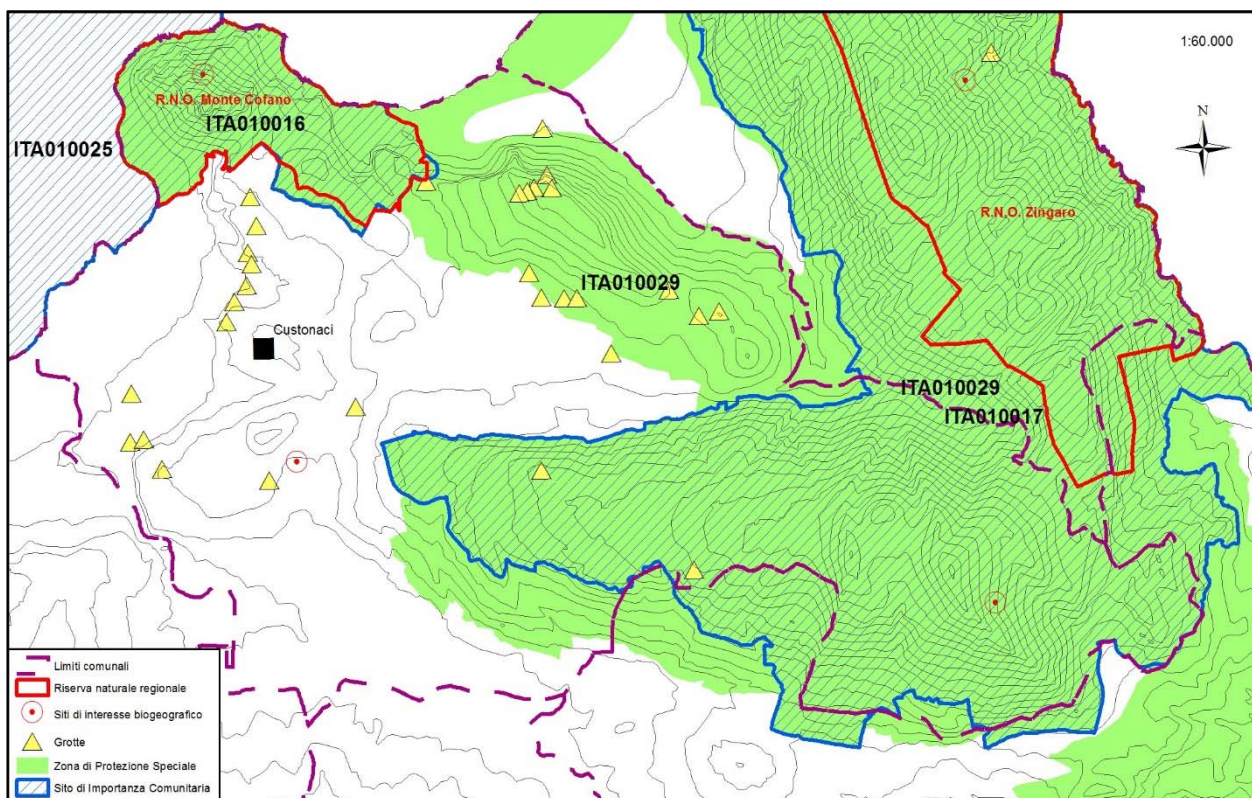 1:60.000
N
R.N.O. Monte Cofano
ITA010016
ITA010025
R.N.O. Zingaro
ITA010029
Custonaci
ITA010029
ITA010017
Limiti comunali
Riserva naturale regionale
Siti di interesse biogeografico
Grotte
Zona di Protezione Speciale
Sito di Importanza Comunitaria